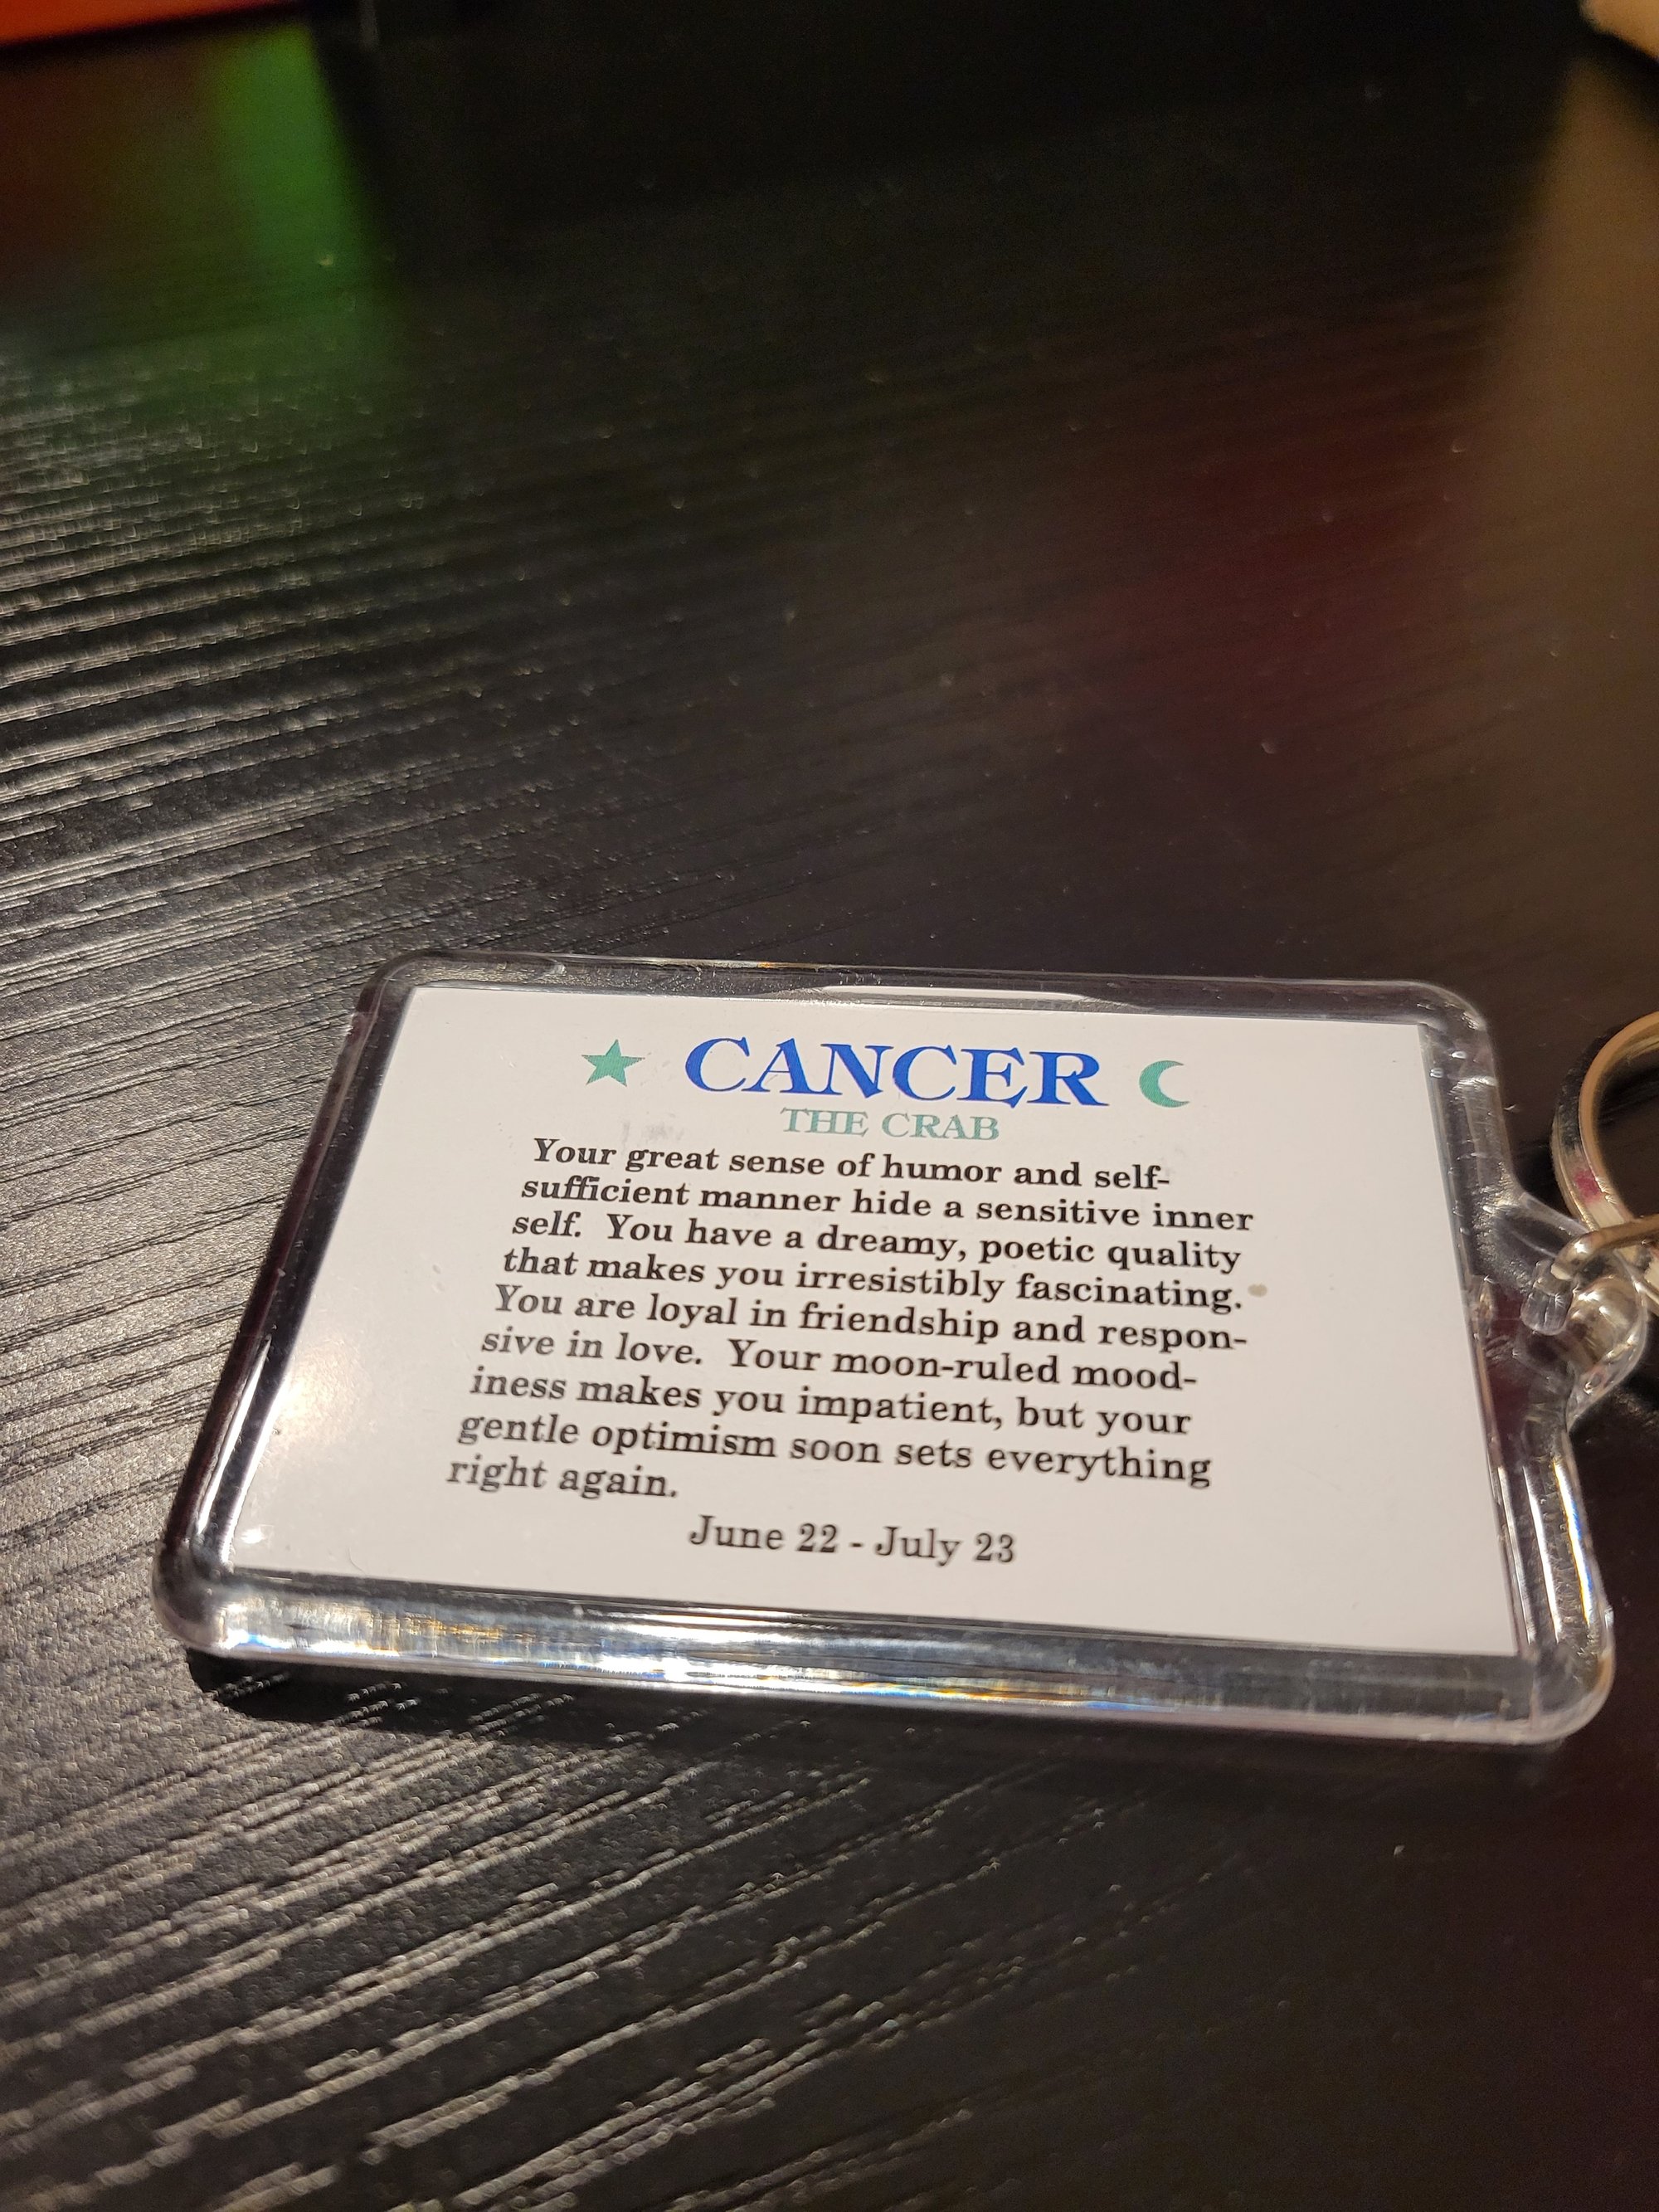 CANCER
THE CRAB
Your great sense of humor and self-
sufficient manner hide a sensitive inner
self. You have a dreamy, poetic quality
that makes you irresistibly fascinating.
You are loyal in friendship and respon-
sive in love. Your moon-ruled mood-
iness makes you impatient, but your
gentle optimism soon sets everything
right again.
June 22 - July 23